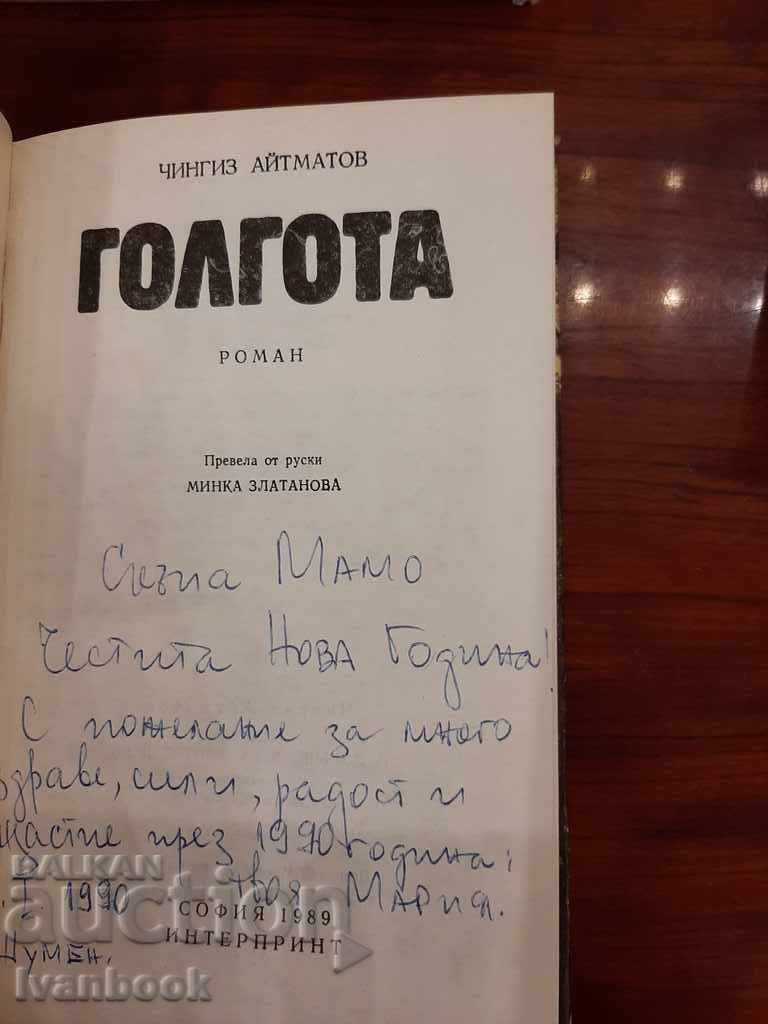 ЧИНГИЗ АЙТМАТОВ
ГОЛГОТА
РОМАН
Превела от руски
МИНКА ЗЛАТАНОВА
Скъпа Мамо
Честита Нова Година!
С пожелание за много
здраве, сили, радост и
щастие през 1990 година!
I 1990 твоя Мария.
Шумен.
СОФИЯ 1989
ИНТЕРПРИНТ
BALKAN
auction
Ivanbook